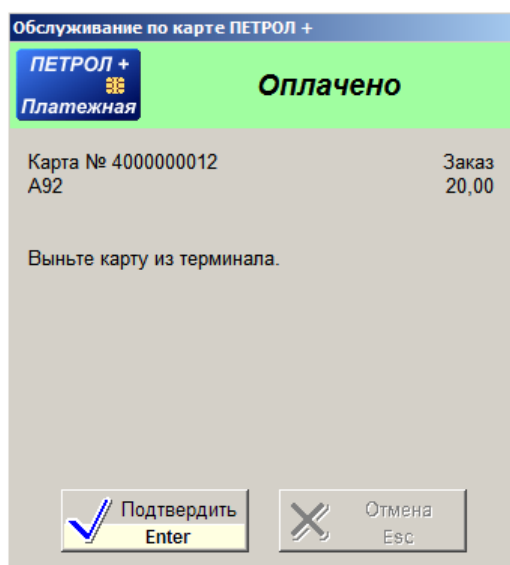 Обслуживание по карте ПЕТРОЛ +
ПЕТРОЛ +
Платежная
Оплачено
Карта № 4000000012 Заказ
А92 20,00
Выньте карту из терминала.
Подтвердить
Enter
Отмена
Esc